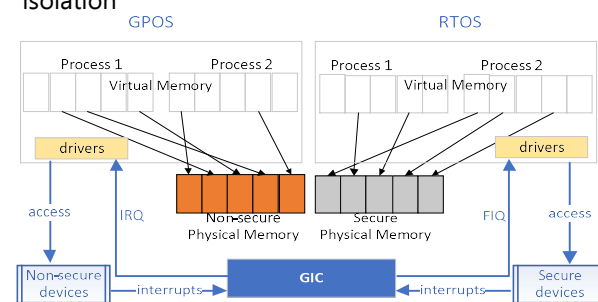 isolation
GPOS
RTOS
Process 1
Process 2
Virtual Memory
Process 1
Process 2
Virtual Memory
drivers
drivers
access
IRQ
Non-secure
Physical Memory
Secure
Physical Memory
FIQ
access
Non-secure
devices
interrupts
GIC
interrupts
Secure
devices